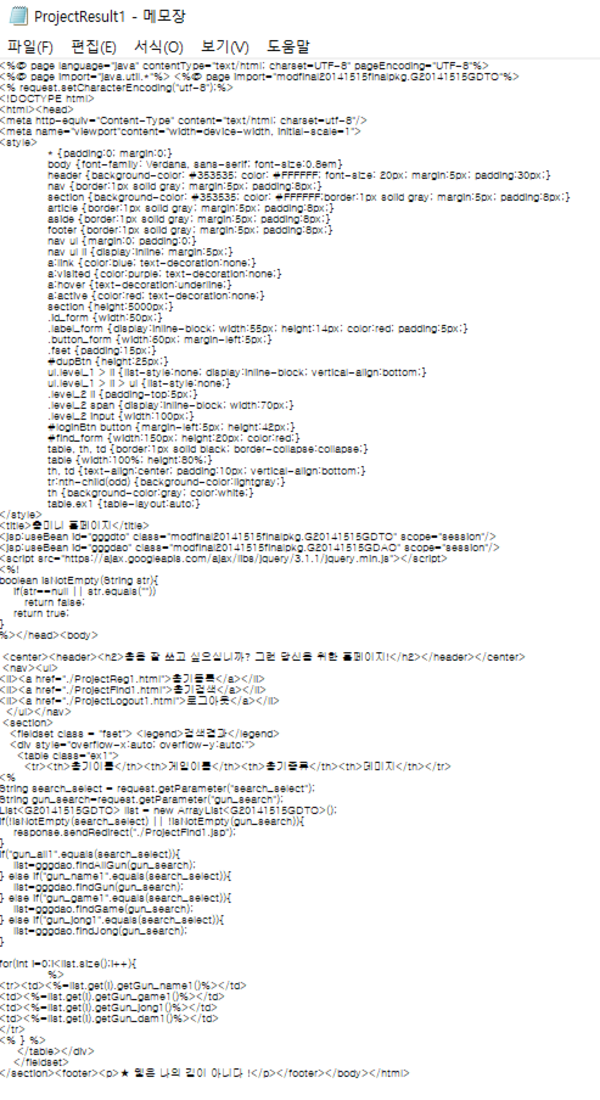 ProjectResult1 - 메모장
파일(F) 편집(E) 서식(O) 보기(V) 도움말
<%@ page language="java" contentType="text/html; charset=UTF-8" pageEncoding="UTF-8"%>
<%@ page import="java.util.*"%> <%@ page import="modfinal20141515finalpkg.G20141515GDTO"%>
<% request.setCharacterEncoding("utf-8");%>
<!DOCTYPE html>
<html><head>
<meta http-equiv="Content-Type" content="text/html; charset=utf-8"/>
<meta name="viewport"content="width=device-width, initial-scale=1">
<style>
* {padding:0; margin:0;}
body {font-family: Verdana, sans-serif; font-size:0.8em}
header {background-color: #353535; color: #FFFFFF; font-size: 20px; margin:5px; padding:30px;}
nav {border:1px solid gray; margin:5px; padding:8px;}
section {background-color: #353535; color: #FFFFFF;border:1px solid gray; margin:5px; padding:8px;}
article {border:1px solid gray; margin:5px; padding:8px;}
aside {border:1px solid gray; margin:5px; padding:8px;}
footer {border:1px solid gray; margin:5px; padding:8px;}
nav ul {margin:0; padding:0;}
nav ul li {display:inline; margin:5px;}
a:link {color:blue; text-decoration:none;}
a:visited {color:purple; text-decoration:none;}
a:hover {text-decoration:underline;}
a:active {color:red; text-decoration:none;}
section {height:5000px;}
.id_form {width:50px;}
.label_form {display:inline-block; width:55px; height:14px; color:red; padding:5px;}
.button_form {width:60px; margin-left:5px;}
.fset {padding:15px;}
#dupBtn {height:25px;}
ul.level_1 > li {list-style:none; display:inline-block; vertical-align:bottom;}
ul.level_1 > li > ul {list-style:none;}
.level_2 li {padding-top:5px;}
.level_2 span {display:inline-block; width:70px;}
.level_2 input {width:100px;}
#loginBtn button {margin-left:5px; height:42px;}
#find_form {width:150px; height:20px; color:red;}
table, th, td {border:1px solid black; border-collapse:collapse;}
table {width:100%; height:80%;}
th, td {text-align:center; padding:10px; vertical-align:bottom;}
tr:nth-child(odd) {background-color:lightgray;}
th {background-color:gray; color:white;}
table.ex1 {table-layout:auto;}
</style>
<title>홈페이지</title>
<jsp:useBean id="gggdto" class="modfinal20141515finalpkg.G20141515GDTO" scope="session"/>
<jsp:useBean id="gggdao" class="modfinal20141515finalpkg.G20141515GDAO" scope="session"/>
<script src="https://ajax.googleapis.com/ajax/libs/jquery/3.1.1/jquery.min.js"></script>
<%!
boolean isNotEmpty(String str){
if(str==null || str.equals(""))
return false;
return true;
}
%></head><body>
<center><header><h2>총을 잘 쏘고 싶으십니까? 그런 당신을 위한 홈페이지!</h2></header></center>
<nav><ul>
<li><a href="./ProjectReg1.html">총기등록</a></li>
<li><a href="./ProjectFind1.html">총기검색</a></li>
<li><a href="./ProjectLogout1.html">로그아웃</a></li>
</ul></nav>
<section>
<fieldset class = "fset"> <legend>검색결과</legend>
<div style="overflow-x:auto; overflow-y:auto;">
<table class="ex1">
<tr><th>총기이름</th><th>게임이름</th><th>총기종류</th><th>데미지</th></tr>
<%
String search_select = request.getParameter("search_select");
String gun_search=request.getParameter("gun_search");
List<G20141515GDTO> list = new ArrayList<G20141515GDTO>();
if(!isNotEmpty(search_select) || !isNotEmpty(gun_search)){
response.sendRedirect("./ProjectFind1.jsp");
}
if("gun_all1".equals(search_select)){
list=gggdao.findAllGun(gun_search);
} else if("gun_name1".equals(search_select)){
list=gggdao.findGun(gun_search);
} else if("gun_game1".equals(search_select)){
list=gggdao.findGame(gun_search);
} else if("gun_jong1".equals(search_select)){
list=gggdao.findJong(gun_search);
}
for(int i=0;i<list.size();i++){
%>
<tr><td><%=list.get(i).getGun_name1()%></td>
<td><%=list.get(i).getGun_game1()%></td>
<td><%=list.get(i).getGun_jong1()%></td>
<td><%=list.get(i).getGun_dam1()%></td>
</tr>
<% } %>
</table></div>
</fieldset>
</section><footer><p>★ 나의 길이 아니다 !</p></footer></body></html>